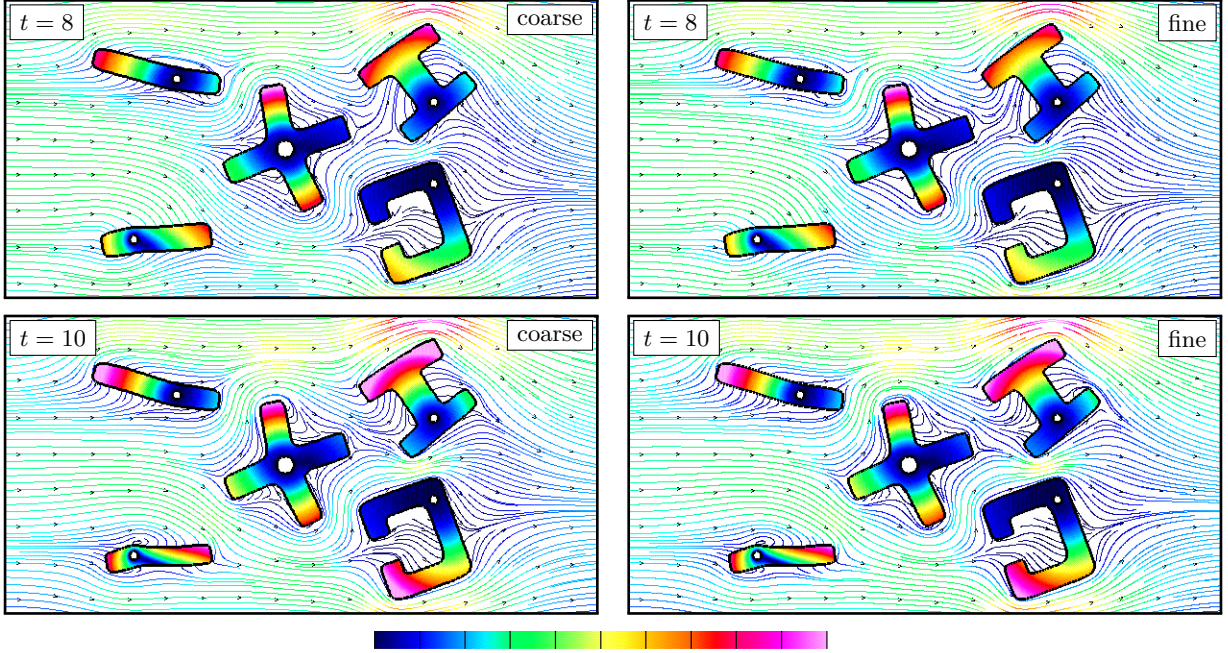 t = 8
coarse
t = 8
fine
t = 10
coarse
t = 10
fine